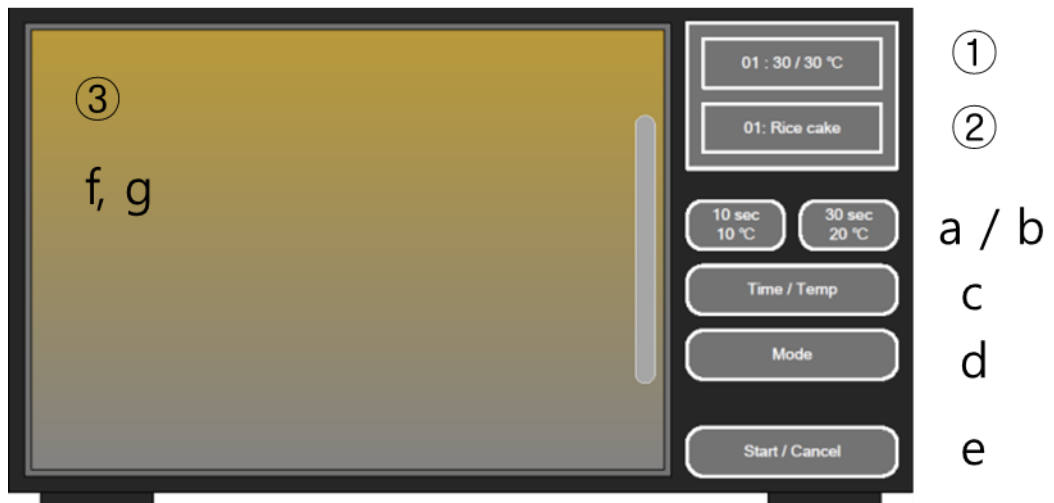 ③
f, g
01 : 30 / 30 ℃
①
01: Rice cake
②
10 sec
10 ℃
30 sec
20 ℃
a / b
Time / Temp
c
Mode
d
Start / Cancel
e